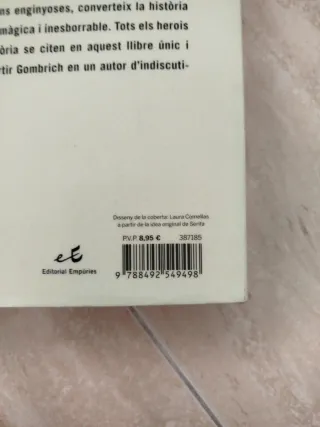 ns enginyoses, converteix la història
màgica i inesborrable. Tots els herois
òria se citen en aquest llibre únic i
rtir Gombrich en un autor d'indiscuti-
Disseny de la coberta: Laura Comellas
a partir de la idea original de Berita
P.V.P. 8,95 € 387185
Editorial Empúries
9 788492 549498